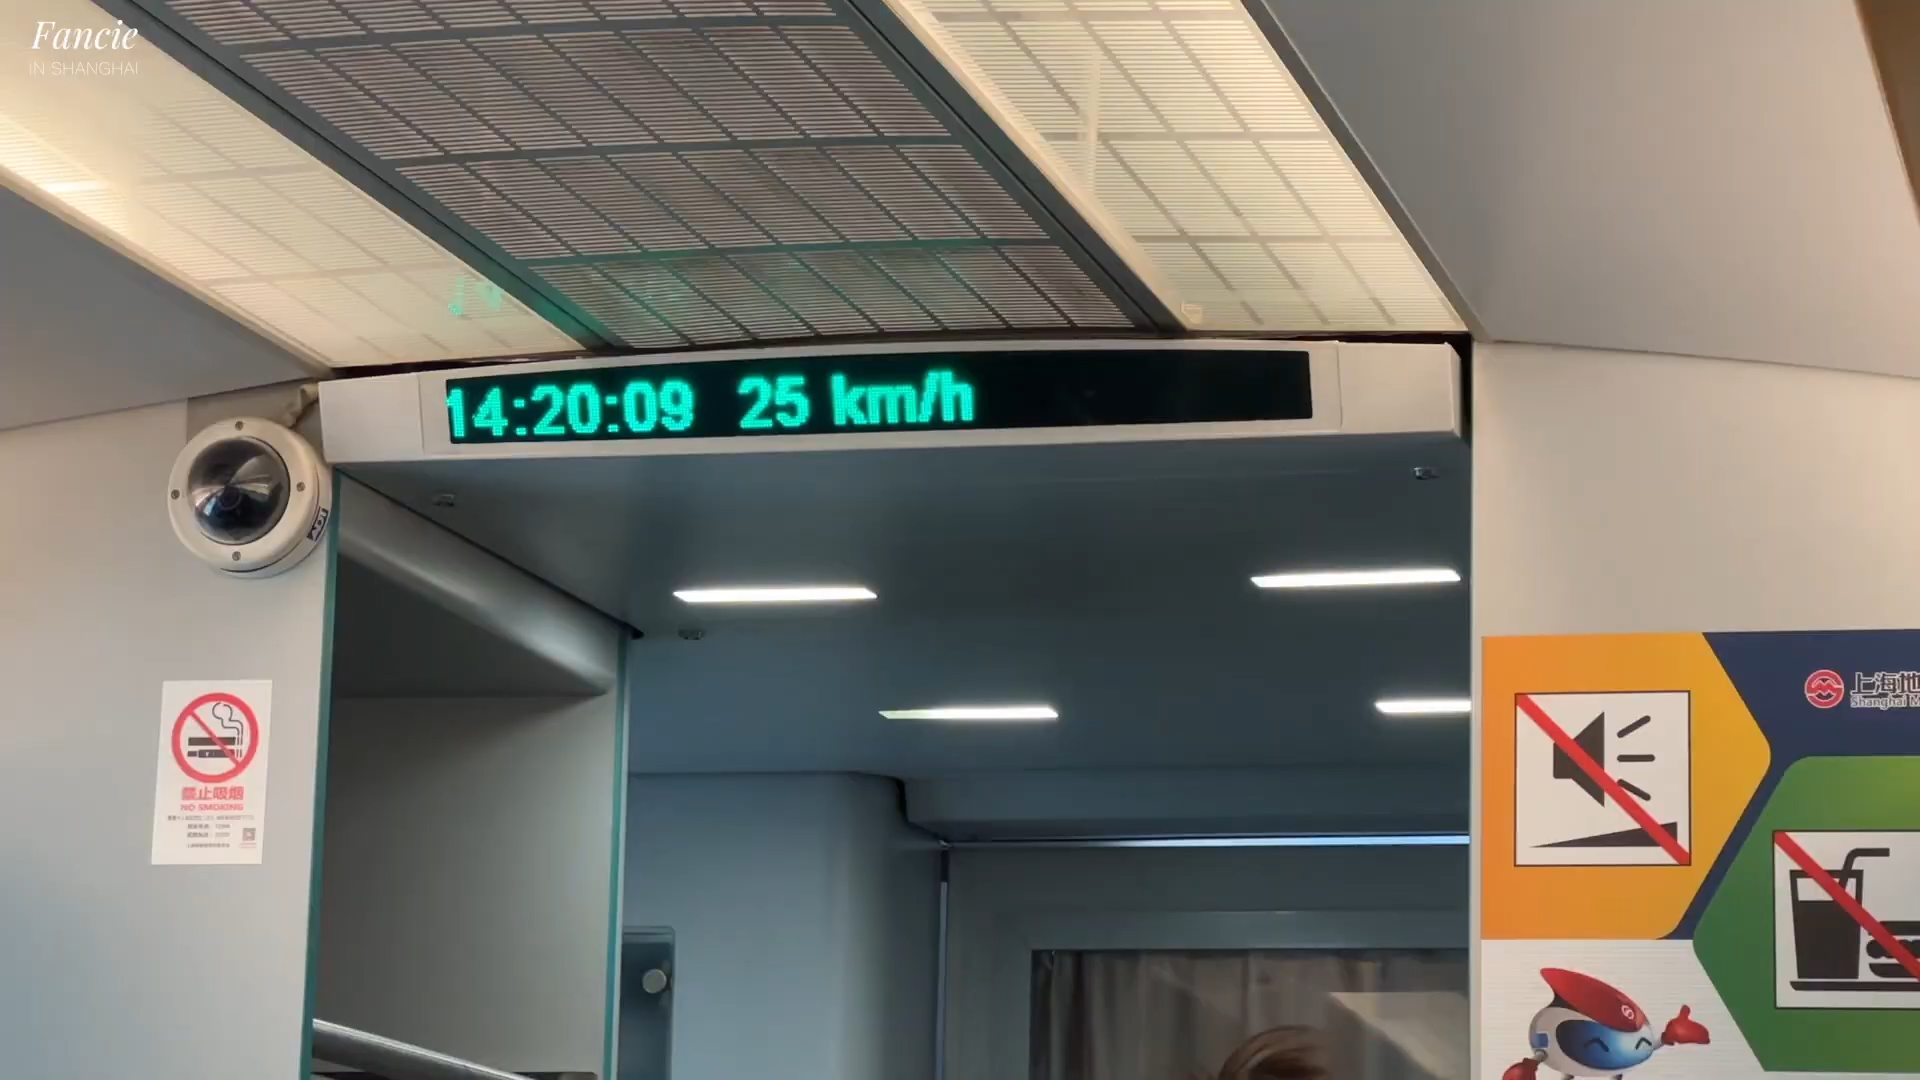 Fancie
IN SHANGHAI
14:20:09 25 km/h
禁止吸烟
NO SMOKING
上海地
Shanghai M